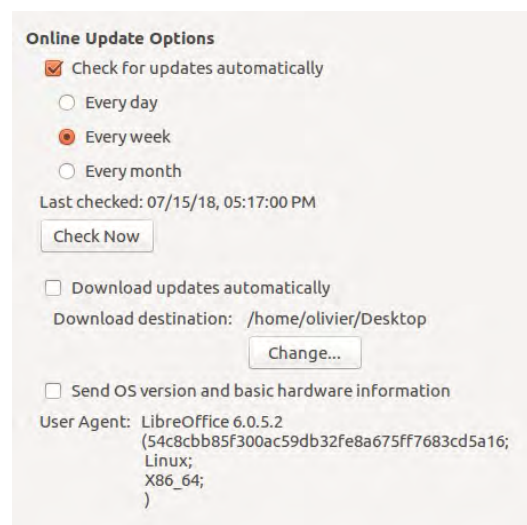 Online Update Options
Check for updates automatically
Every day
Every week
Every month
Last checked: 07/15/18, 05:17:00 PM
Check Now
Download updates automatically
Download destination: /home/olivier/Desktop
Change...
Send OS version and basic hardware information
User Agent: LibreOffice 6.0.5.2
(54c8cbb85f300ac59db32fe8a675ff7683cd5a16;
Linux;
X86_64;
)